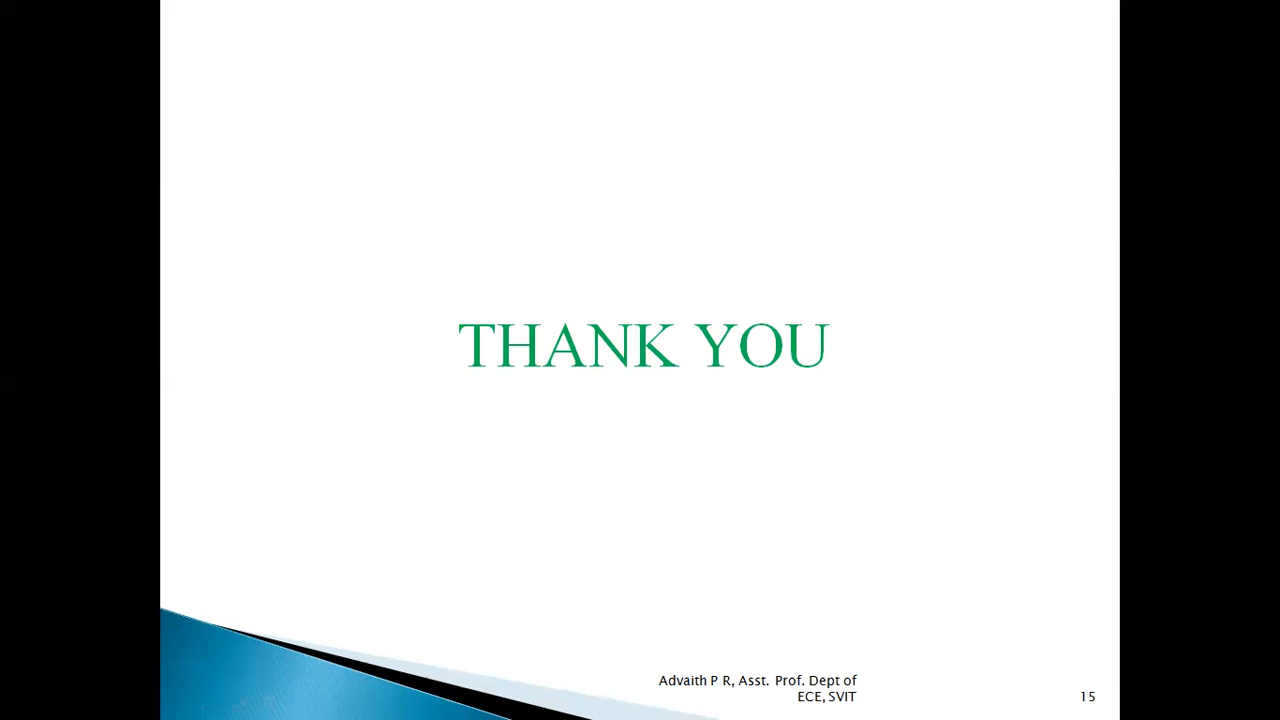 THANK YOU
Advaith P R, Asst. Prof. Dept of
ECE, SVIT
15